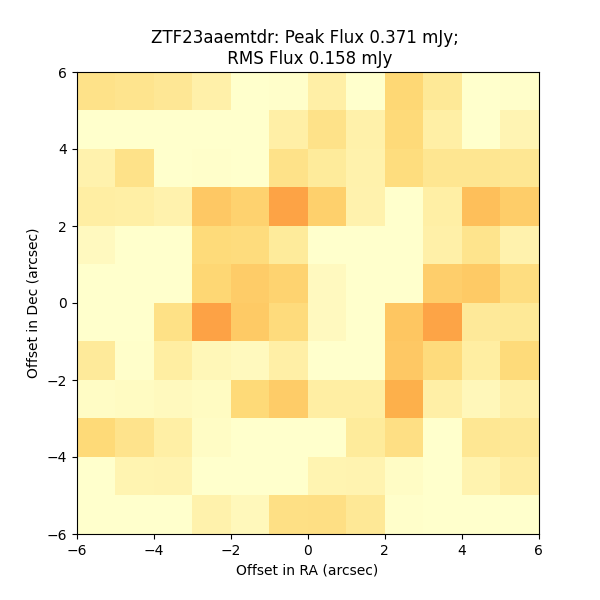 ZTF23aaemtdr: Peak Flux 0.371 mJy;
RMS Flux 0.158 mJy
6
4
2
0
−2
−4
−6
Offset in Dec (arcsec)
−6 −4 −2 0 2 4 6
Offset in RA (arcsec)